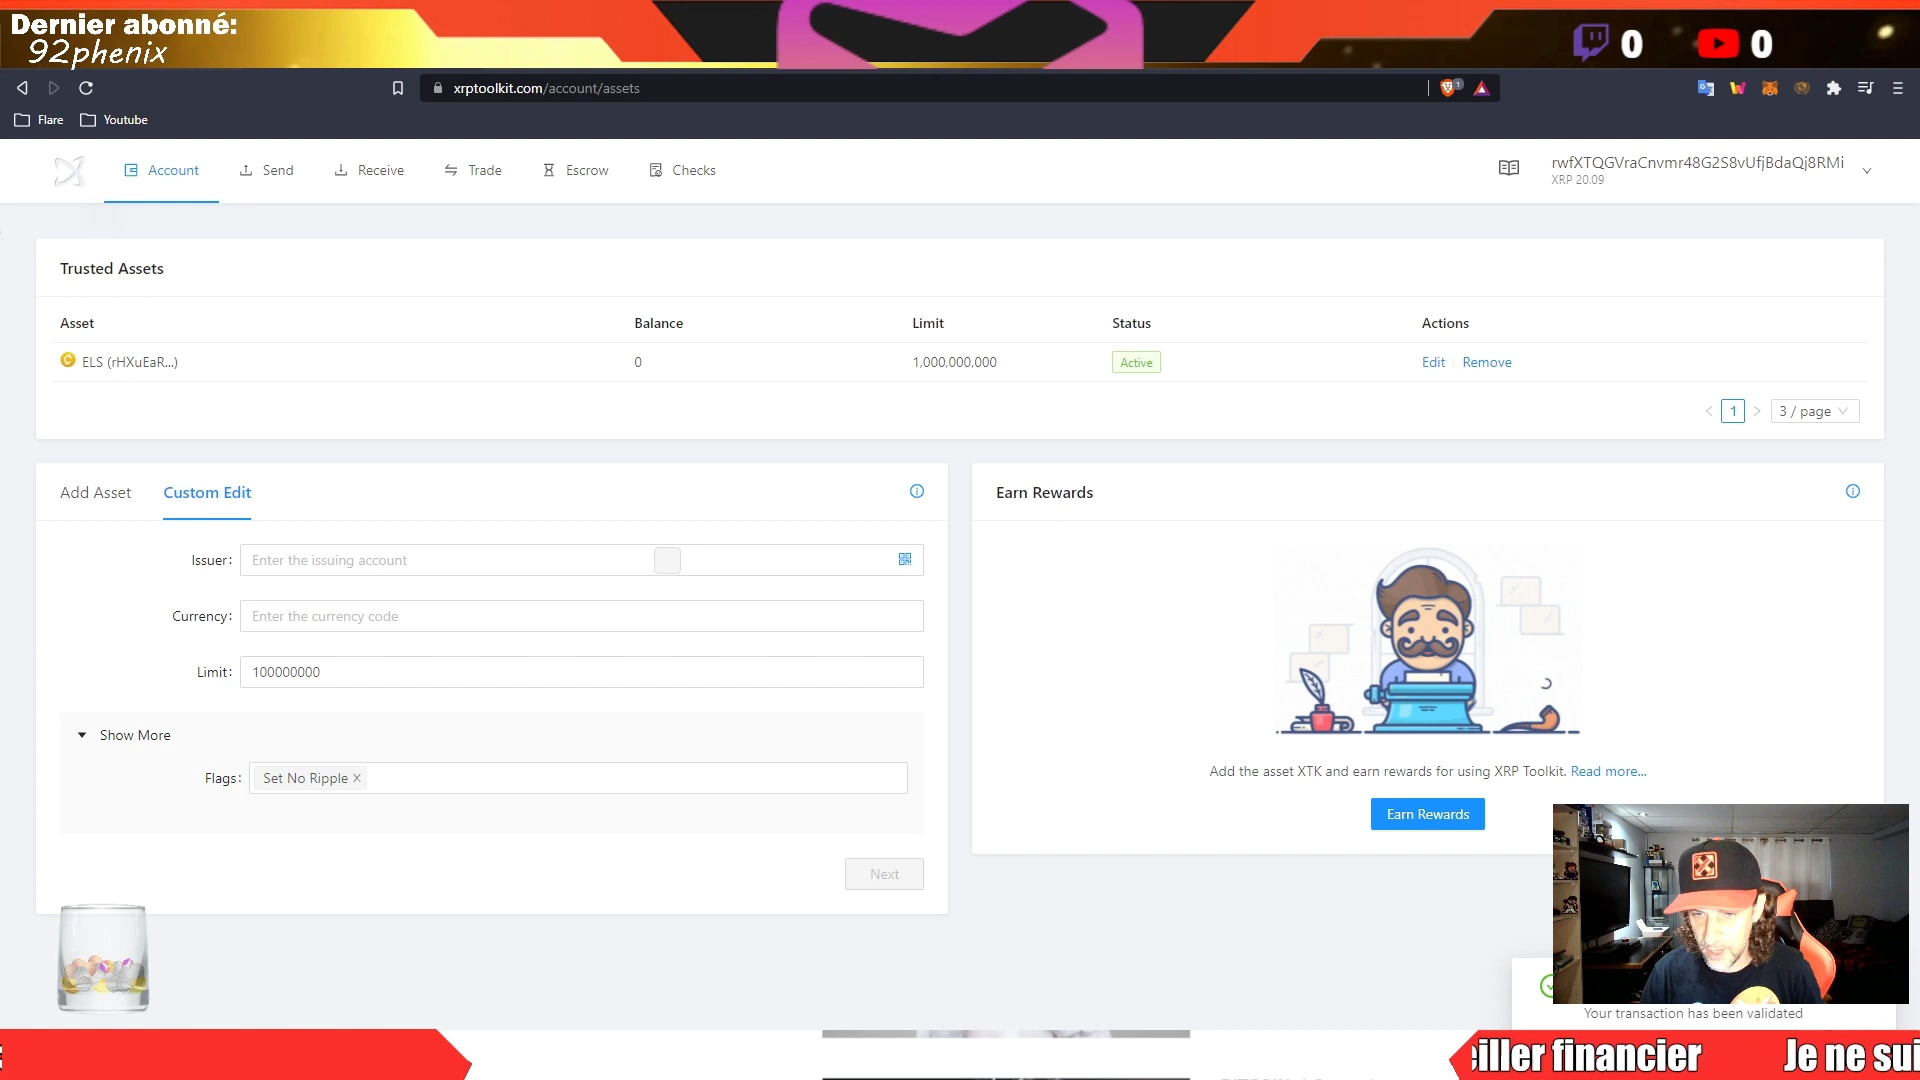 Dernier abonné:
92phenix
0
0
xrptoolkit.com/account/assets
1
Flare
Youtube
Account
Send
Receive
Trade
Escrow
Checks
rwfXTQGVraCnvmr48G2S8vUfjBdaQj8RMi
XRP 20.09
Trusted Assets
Asset Balance Limit Status Actions
ELS (rHXuEaR...) 0 1,000,000,000 Active Edit Remove
1
3 / page
Add Asset
Custom Edit
Issuer: Enter the issuing account
Currency: Enter the currency code
Limit: 100000000
Show More
Flags: Set No Ripple
Next
Earn Rewards
Add the asset XTK and earn rewards for using XRP Toolkit. Read more...
Earn Rewards
Your transaction has been validated
iller financier Je ne sui